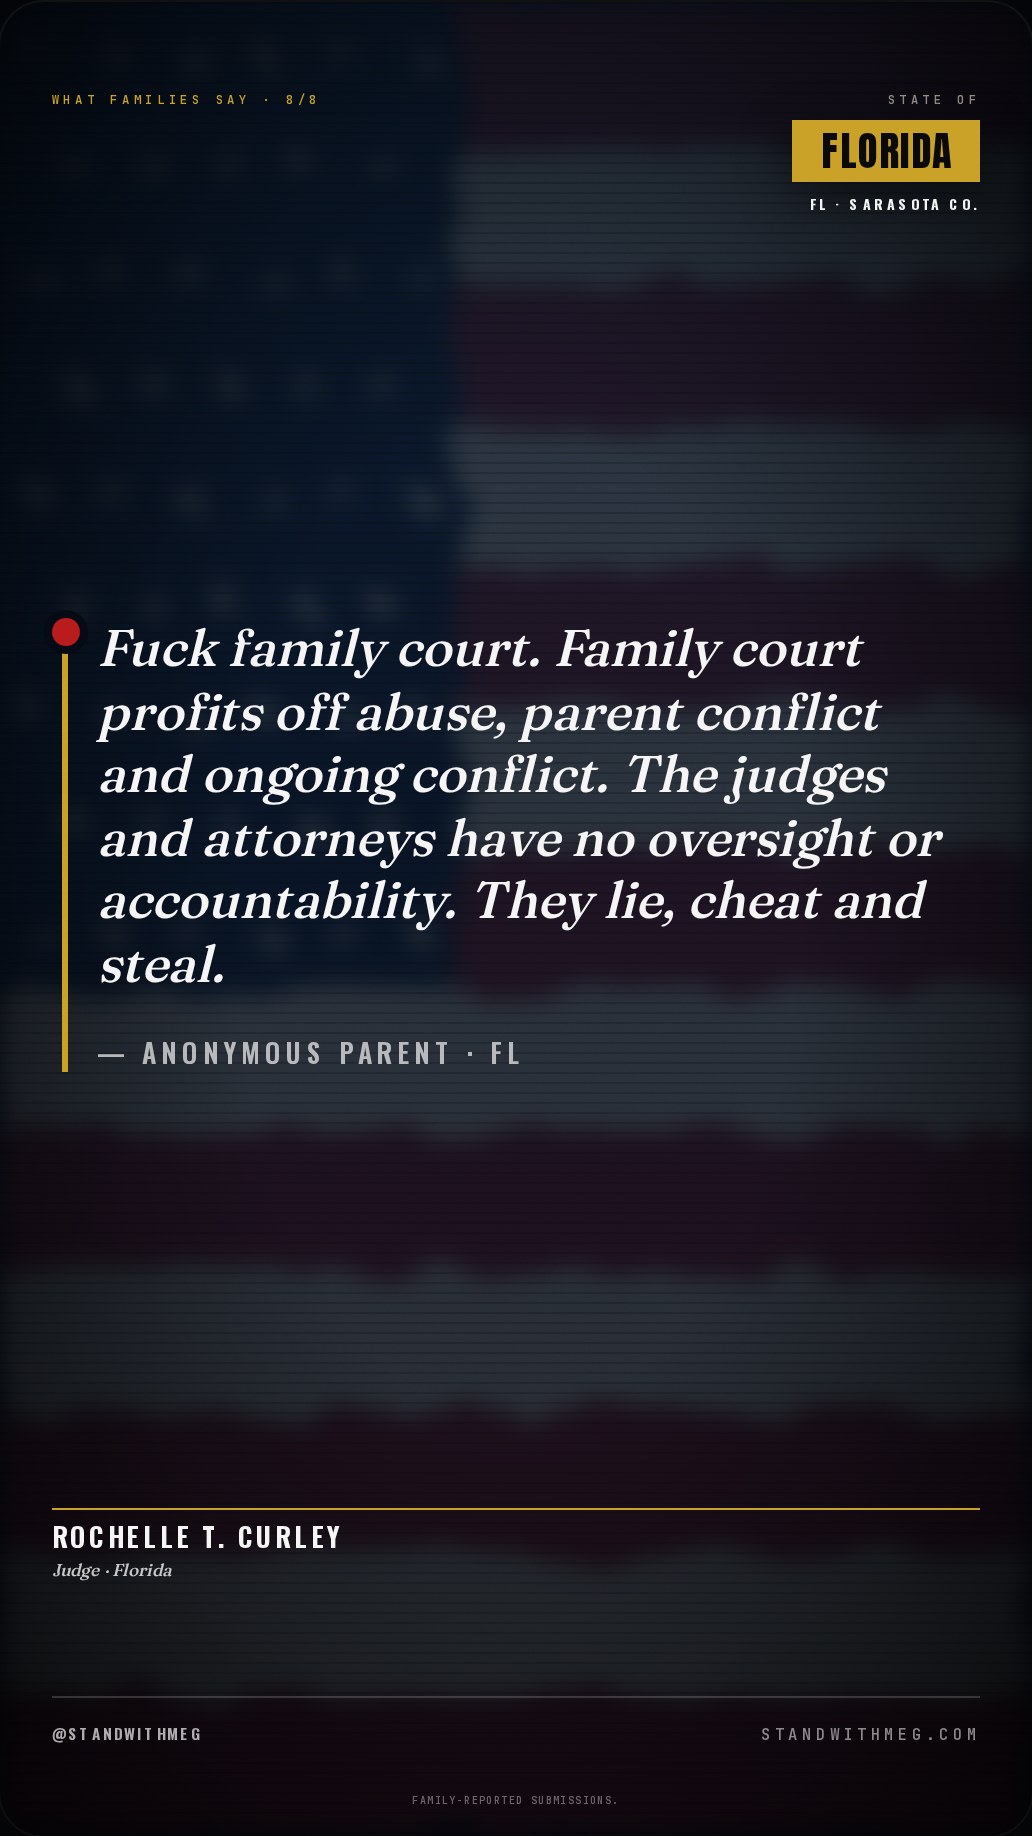 WHAT FAMILIES SAY · 8/8
STATE OF
FLORIDA
FL · SARASOTA CO.
Fuck family court. Family court
profits off abuse, parent conflict
and ongoing conflict. The judges
and attorneys have no oversight or
accountability. They lie, cheat and
steal.
— ANONYMOUS PARENT · FL
ROCHELLE T. CURLEY
Judge · Florida
@STANDWITHMEG
STANDWITHMEG.COM
FAMILY-REPORTED SUBMISSIONS.